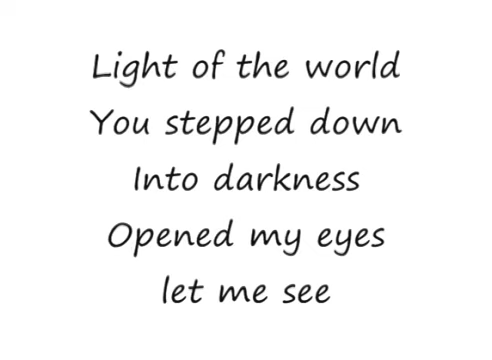 Light of the world
You stepped down
Into darkness
Opened my eyes
let me see